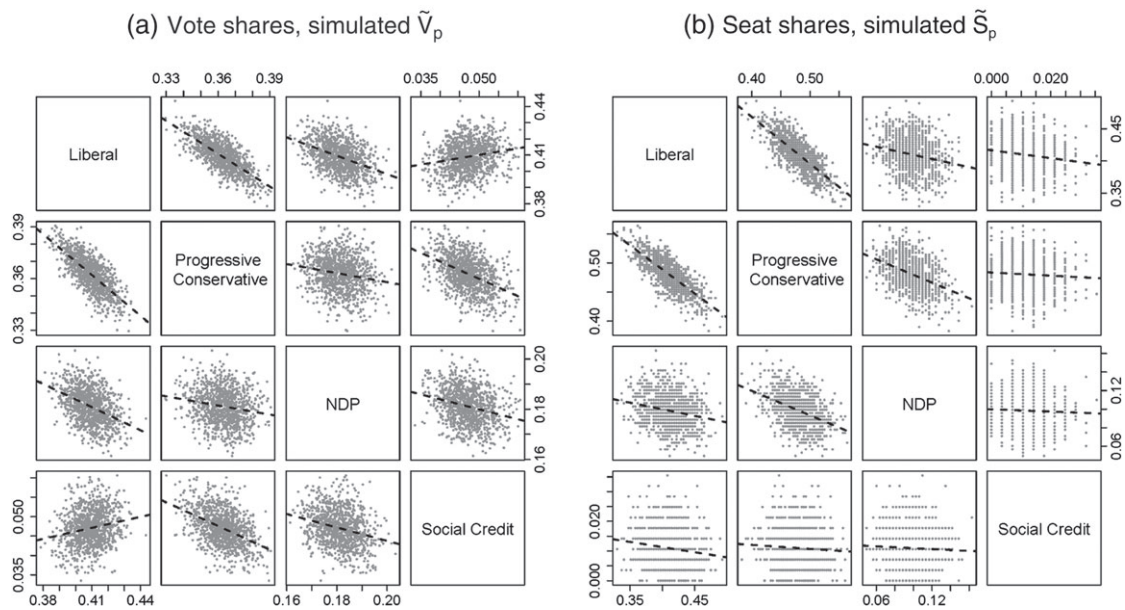 (a) Vote shares, simulated Ṽp
(b) Seat shares, simulated S̃p
0.33 0.36 0.39
0.035 0.050
0.40 0.50
0.000 0.020
Liberal
0.38 0.41 0.44
Liberal
0.35 0.45
0.33 0.36 0.39
Progressive
Conservative
0.40 0.50
Progressive
Conservative
NDP
0.16 0.18 0.20
NDP
0.06 0.12
0.035 0.050
Social Credit
0.000 0.020
Social Credit
0.38 0.41 0.44
0.16 0.18 0.20
0.35 0.45
0.06 0.12